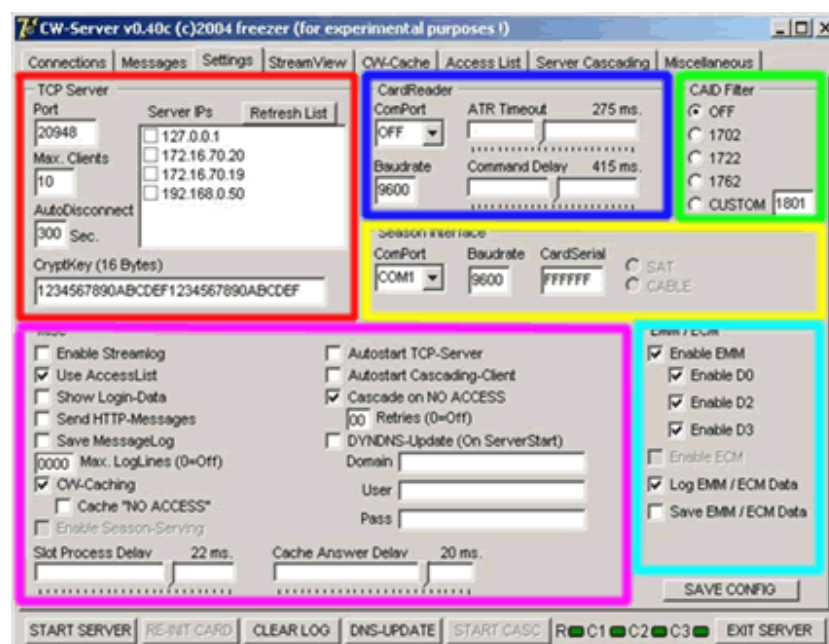 CW-Server v0.40c (c)2004 freezer (for experimental purposes !)
Connections Messages Settings StreamView CW-Cache Access List Server Cascading Miscellaneous
TCP Server
Port
20948
Server IPs
Refresh List
127.0.0.1
172.16.70.20
172.16.70.19
192.168.0.50
Max. Clients
10
AutoDisconnect
300 Sec.
CryptKey (16 Bytes)
1234567890ABCDEF1234567890ABCDEF
CardReader
ComPort
OFF
ATR Timeout 275 ms.
Baudrate
9600
Command Delay 415 ms.
CAID Filter
OFF
1702
1722
1762
CUSTOM 1801
Season Interface
ComPort
COM1
Baudrate
9600
CardSerial
FFFFFF
SAT
CABLE
Misc
Enable Streamlog
Use AccessList
Show Login-Data
Send HTTP-Messages
Save MessageLog
0000 Max. LogLines (0=Off)
CW-Caching
Cache "NO ACCESS"
Enable Season-Serving
Slot Process Delay 22 ms.
Autostart TCP-Server
Autostart Cascading-Client
Cascade on NO ACCESS
00 Retries (0=Off)
DYNDNS-Update (On ServerStart)
Domain
User
Pass
Cache Answer Delay 20 ms.
EMM / ECM
Enable EMM
Enable D0
Enable D2
Enable D3
Enable ECM
Log EMM / ECM Data
Save EMM / ECM Data
SAVE CONFIG
START SERVER RE-INIT CARD CLEAR LOG DNS-UPDATE START CASC R C1 C2 C3 EXIT SERVER